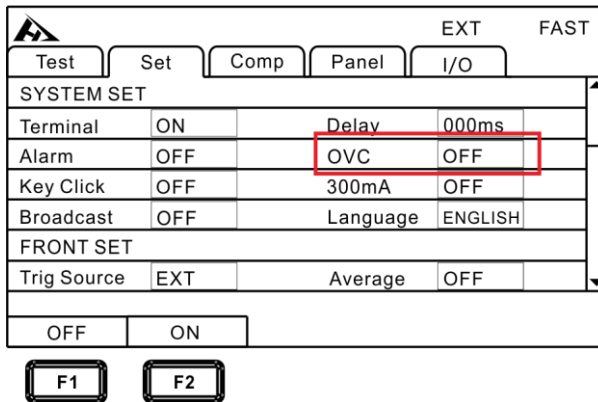 EXT FAST
Test Set Comp Panel I/O
SYSTEM SET
Terminal ON Delay 000ms
Alarm OFF OVC OFF
Key Click OFF 300mA OFF
Broadcast OFF Language ENGLISH
FRONT SET
Trig Source EXT Average OFF
OFF ON
F1 F2